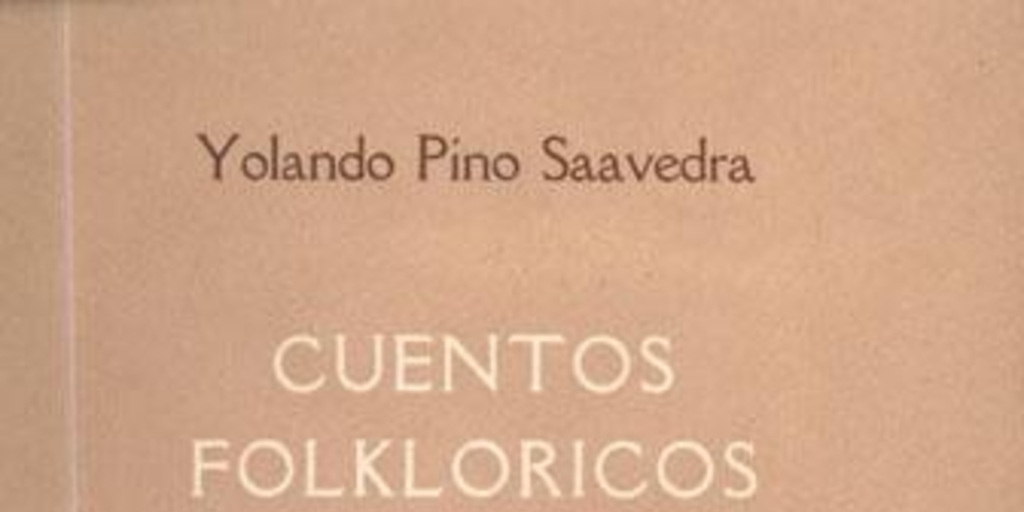 Yolando Pino Saavedra
CUENTOS
FOLKLORICOS